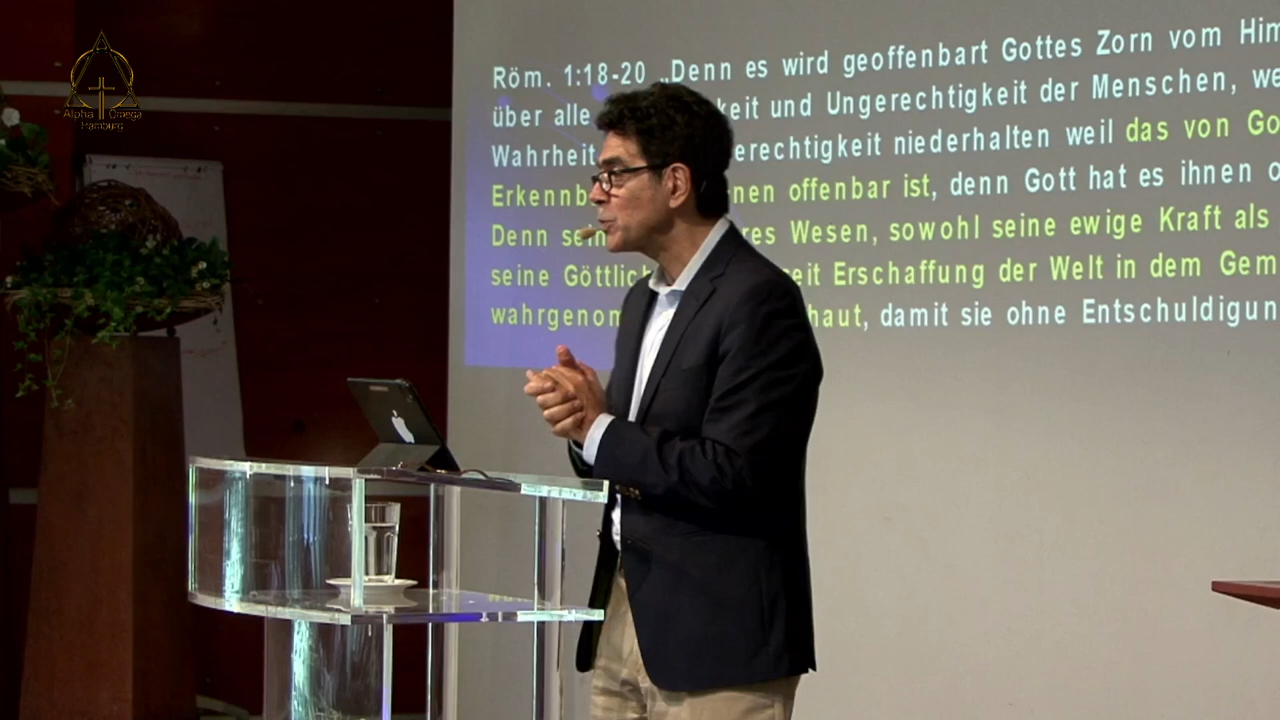 Alpha Omega
Hamburg
Röm. 1:18-20 „Denn es wird geoffenbart Gottes Zorn vom Him
über alle keit und Ungerechtigkeit der Menschen, we
Wahrheit erechtigkeit niederhalten weil das von Go
Erkennb nen offenbar ist, denn Gott hat es ihnen o
Denn sein res Wesen, sowohl seine ewige Kraft als
seine Göttlich seit Erschaffung der Welt in dem Gem
wahrgenom haut, damit sie ohne Entschuldigun